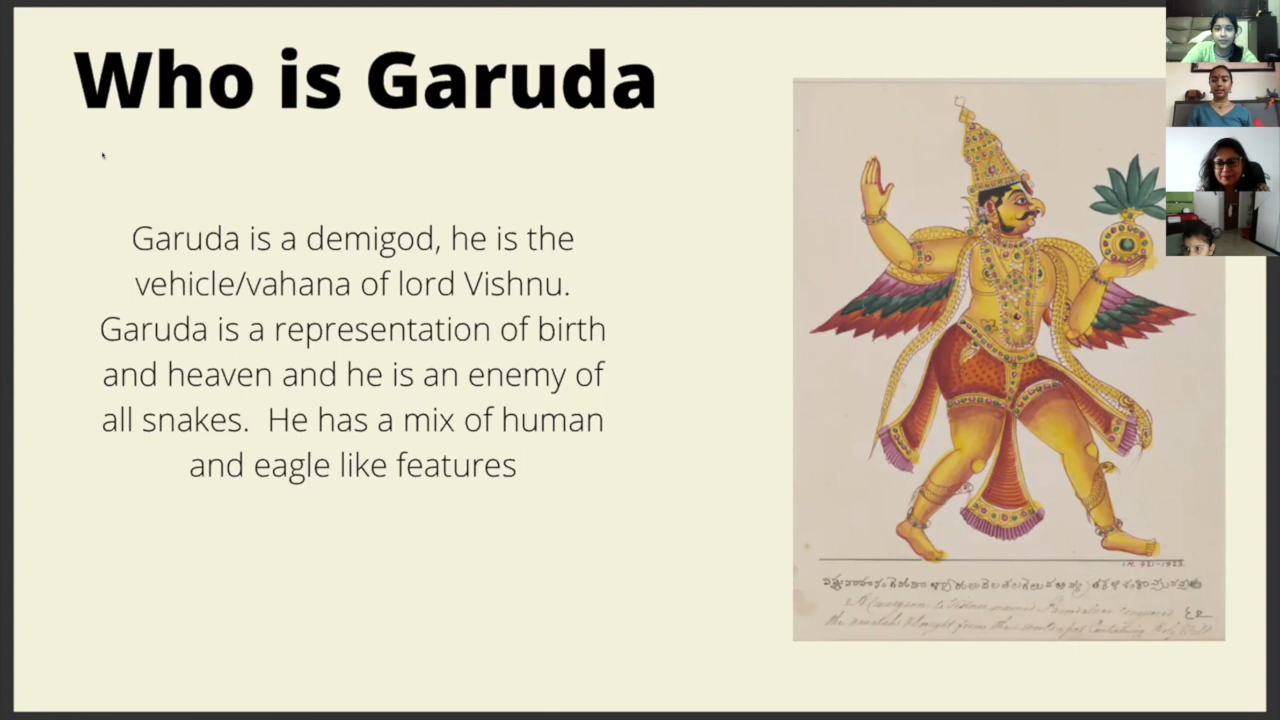 Who is Garuda
Garuda is a demigod, he is the
vehicle/vahana of lord Vishnu.
Garuda is a representation of birth
and heaven and he is an enemy of
all snakes.  He has a mix of human
and eagle like features